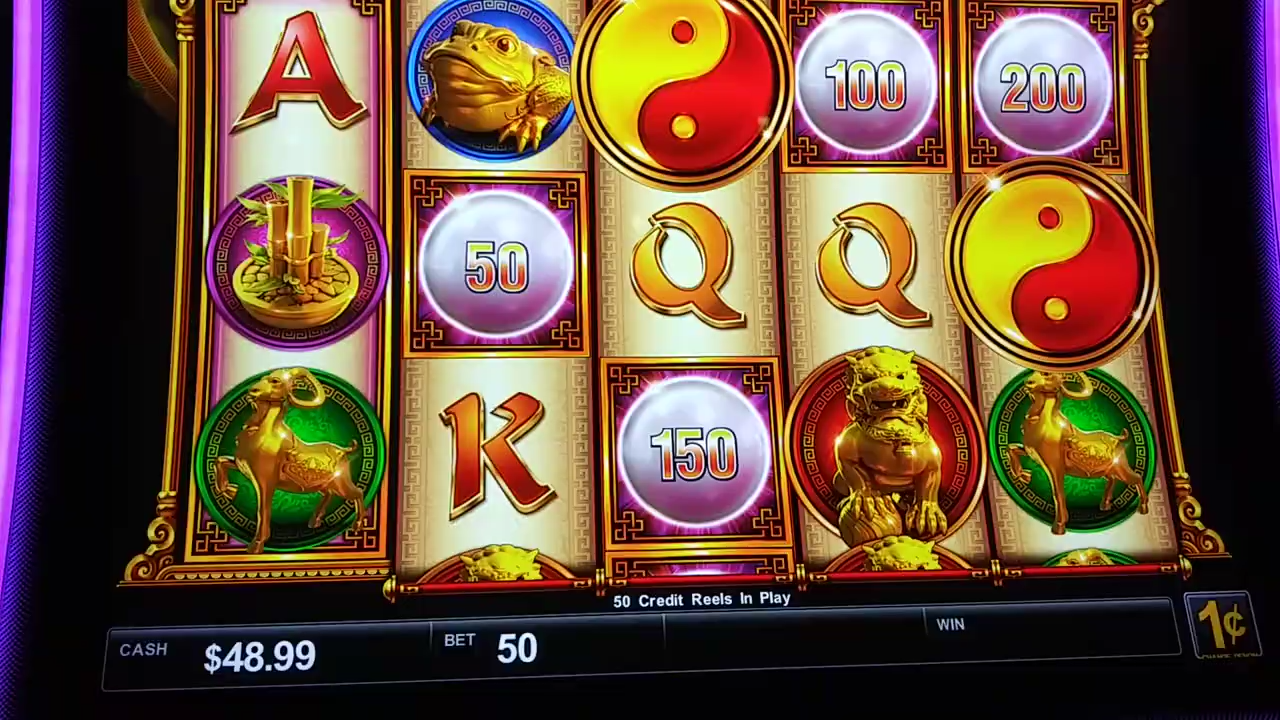 A
100
200
50
Q
Q
K
150
50 Credit Reels In Play
CASH
$48.99
BET
50
WIN
1¢